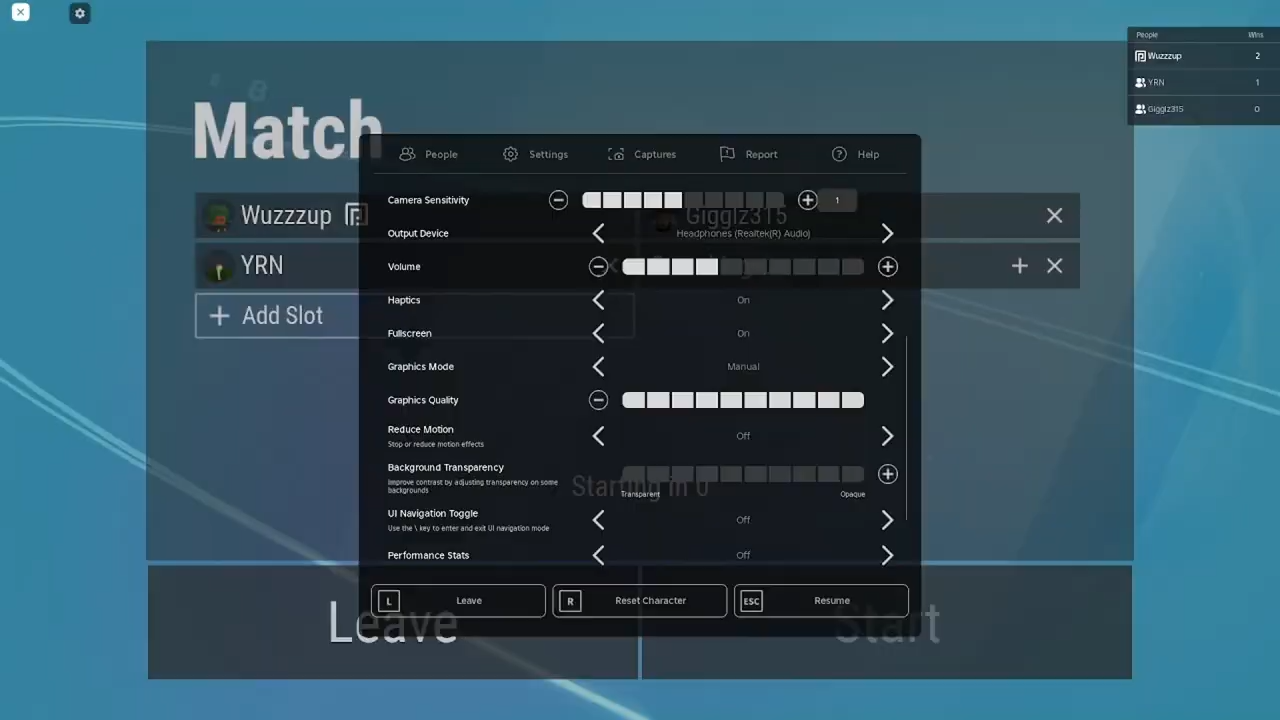 People Wins
Wuzzzup 2
YRN 1
Gigglz315 0
Match
People Settings Captures Report Help
Camera Sensitivity 1
Wuzzzup Gigglz315
Output Device Headphones (Realtek(R) Audio)
YRN
Volume
Haptics On
Add Slot
Fullscreen On
Graphics Mode Manual
Graphics Quality
Reduce Motion Off
Stop or reduce motion effects
Background Transparency
Improve contrast by adjusting transparency on some
backgrounds
Starting in 0
Transparent Opaque
UI Navigation Toggle Off
Use the \ key to enter and exit UI navigation mode
Performance Stats Off
L Leave R Reset Character ESC Resume
Leave Start